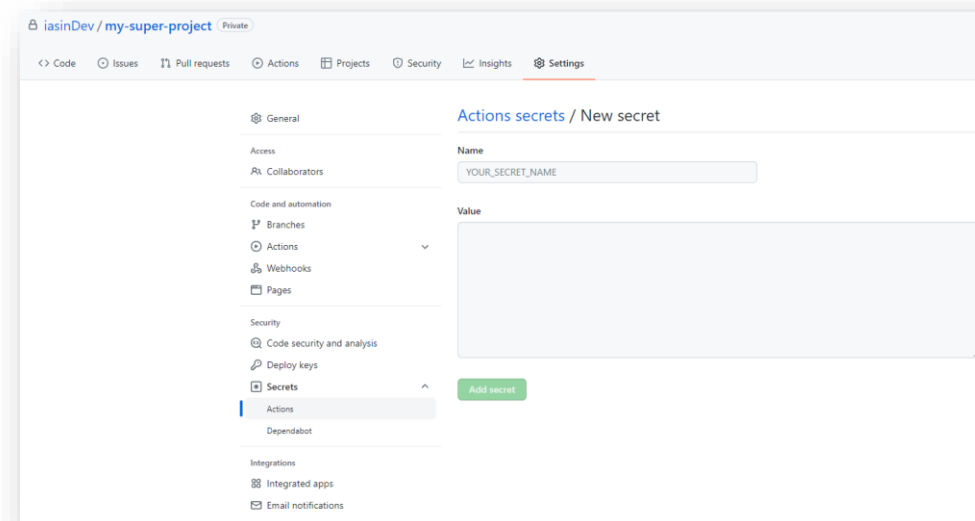 iasinDev / my-super-project Private
Code Issues Pull requests Actions Projects Security Insights Settings
General
Access
Collaborators
Code and automation
Branches
Actions
Webhooks
Pages
Security
Code security and analysis
Deploy keys
Secrets
Actions
Dependabot
Integrations
Integrated apps
Email notifications
Actions secrets / New secret
Name
YOUR_SECRET_NAME
Value
Add secret